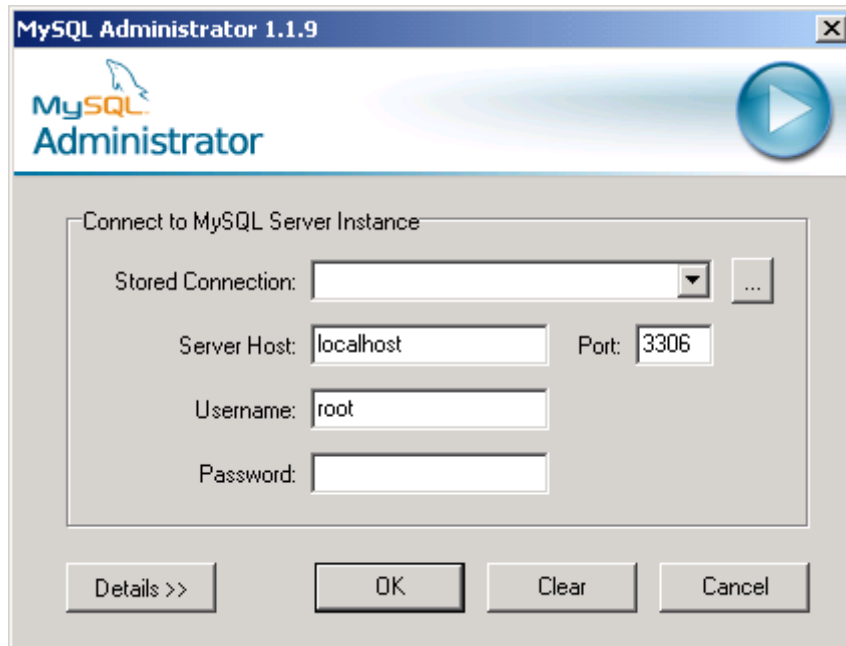 MySQL Administrator 1.1.9
MySQL
Administrator
Connect to MySQL Server Instance
Stored Connection:
...
Server Host: localhost Port: 3306
Username: root
Password:
Details >> OK Clear Cancel